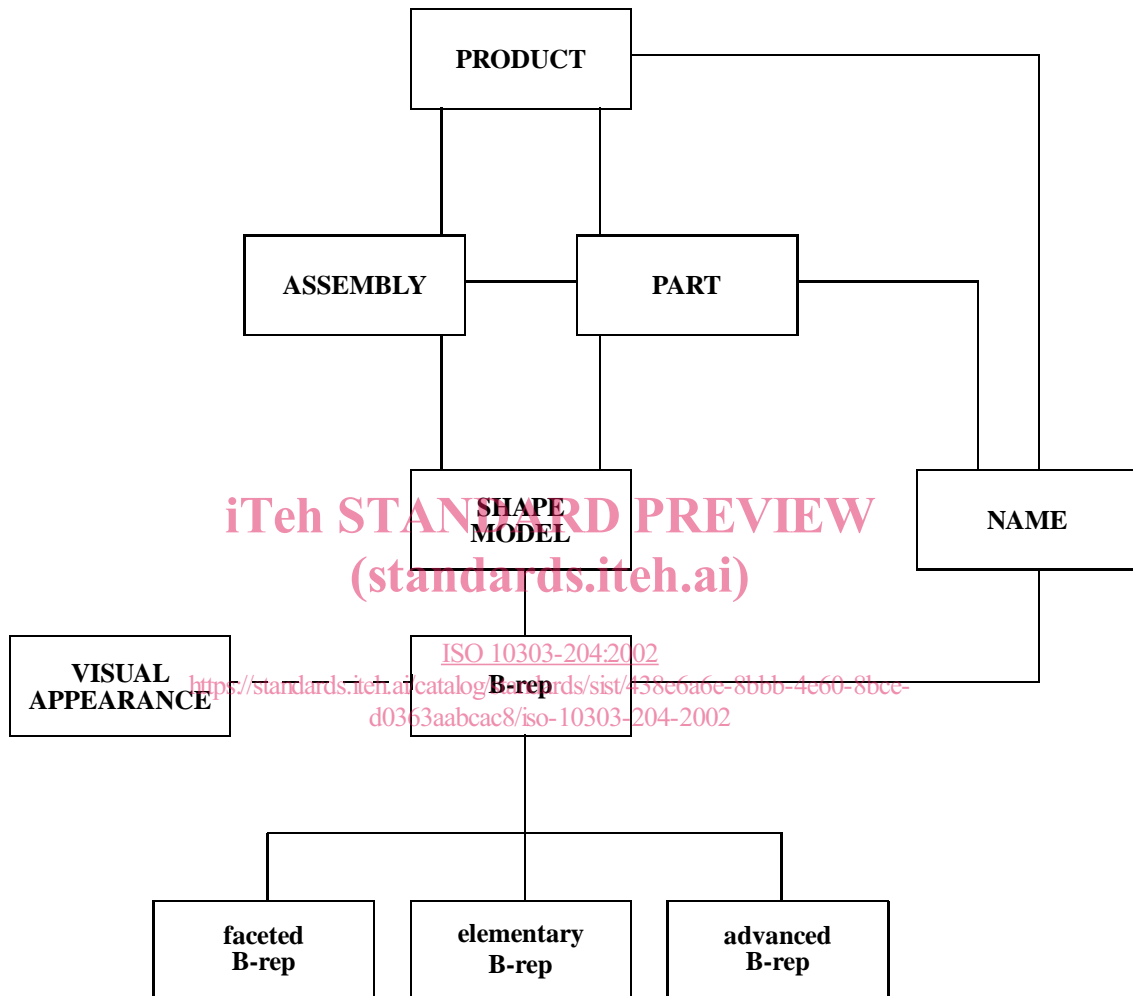 PRODUCT
ASSEMBLY
PART
SHAPE
MODEL
NAME
iTeh STANDARD PREVIEW
(standards.iteh.ai)
VISUAL
APPEARANCE
B-rep
ISO 10303-204:2002
https://standards.iteh.ai/catalog/standards/sist/438e6a6e-8bbb-4e60-8bce-
d0363aabcac8/iso-10303-204-2002
faceted
B-rep
elementary
B-rep
advanced
B-rep